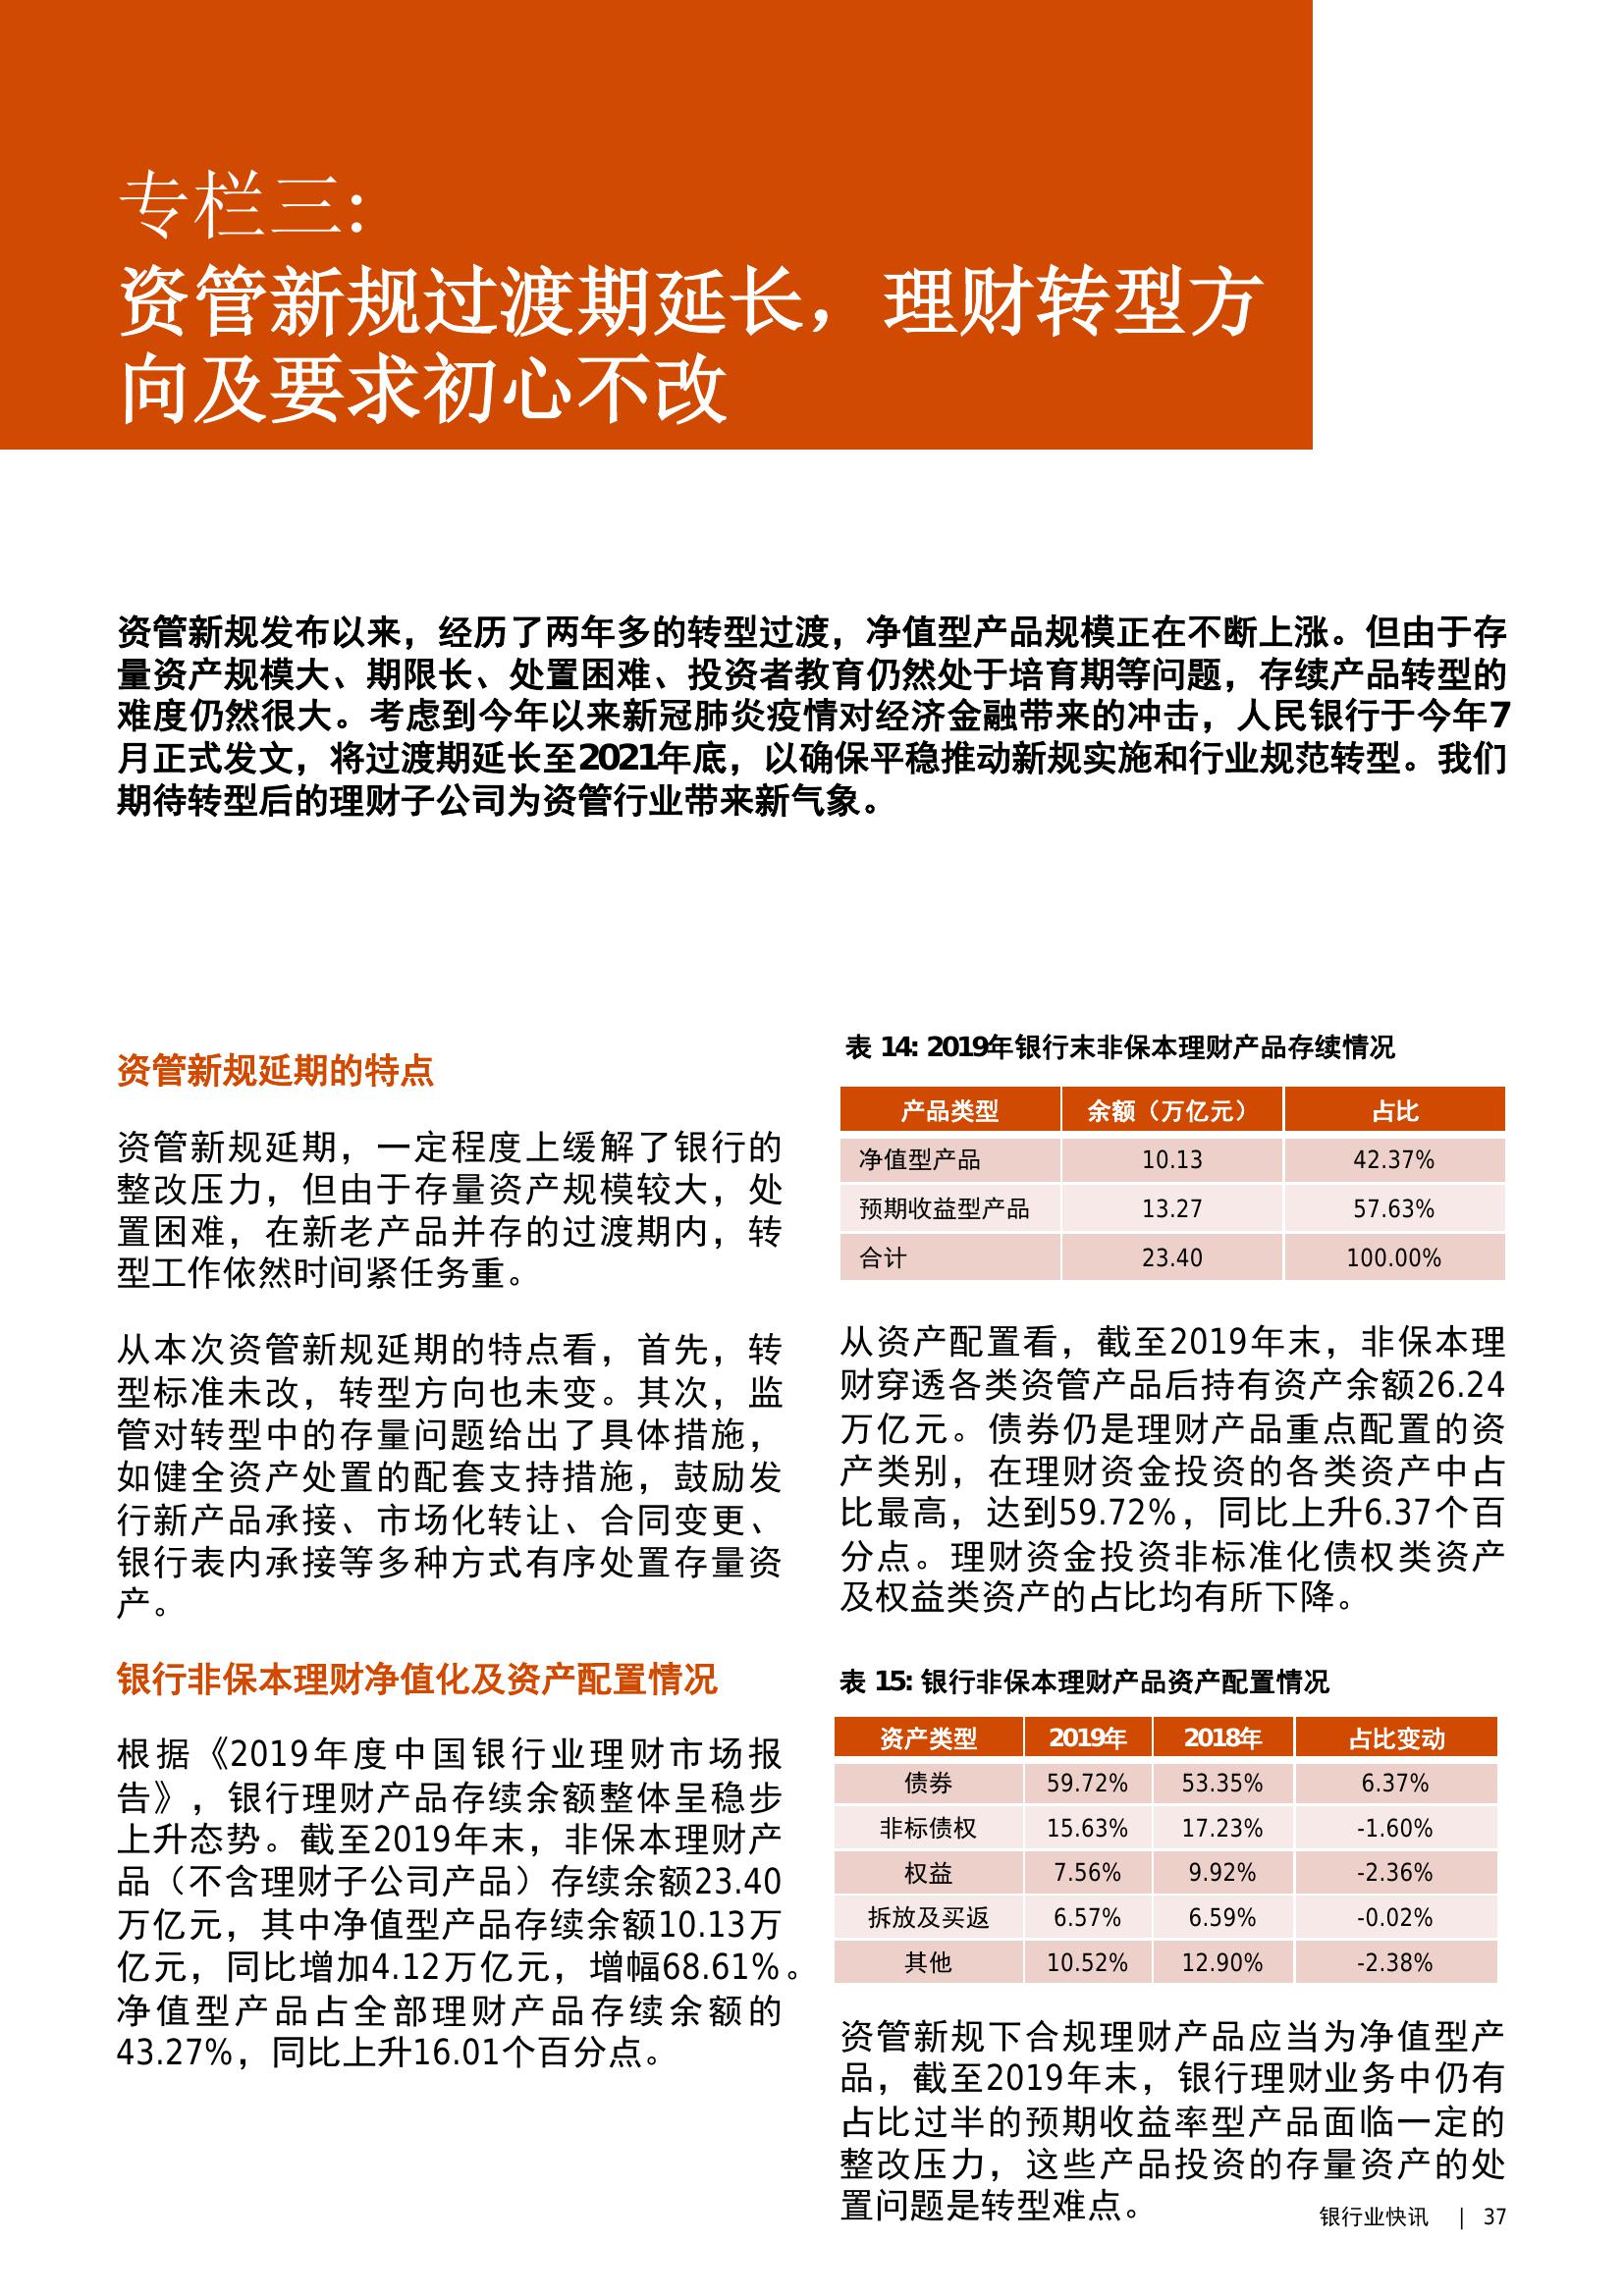 专栏三:
资管新规过渡期延长，理财转型方
向及要求初心不改
资管新规发布以来，经历了两年多的转型过渡，净值型产品规模正在不断上涨。但由于存
量资产规模大、期限长、处置困难、投资者教育仍然处于培育期等问题，存续产品转型的
难度仍然很大。考虑到今年以来新冠肺炎疫情对经济金融带来的冲击，人民银行于今年7
月正式发文，将过渡期延长至2021年底，以确保平稳推动新规实施和行业规范转型。我们
期待转型后的理财子公司为资管行业带来新气象。
资管新规延期的特点
资管新规延期，一定程度上缓解了银行的
整改压力，但由于存量资产规模较大，处
置困难，在新老产品并存的过渡期内，转
型工作依然时间紧任务重。
从本次资管新规延期的特点看，首先，转
型标准未改，转型方向也未变。其次，监
管对转型中的存量问题给出了具体措施，
如健全资产处置的配套支持措施，鼓励发
行新产品承接、市场化转让、合同变更、
银行表内承接等多种方式有序处置存量资
产。
银行非保本理财净值化及资产配置情况
根据《2019年度中国银行业理财市场报
告》，银行理财产品存续余额整体呈稳步
上升态势。截至2019年末，非保本理财产
品（不含理财子公司产品）存续余额23.40
万亿元，其中净值型产品存续余额10.13万
亿元，同比增加4.12万亿元，增幅68.61%。
净值型产品占全部理财产品存续余额的
43.27%，同比上升16.01个百分点。
表 14: 2019年银行末非保本理财产品存续情况
产品类型 余额（万亿元） 占比
净值型产品 10.13 42.37%
预期收益型产品 13.27 57.63%
合计 23.40 100.00%
从资产配置看，截至2019年末，非保本理
财穿透各类资管产品后持有资产余额26.24
万亿元。债券仍是理财产品重点配置的资
产类别，在理财资金投资的各类资产中占
比最高，达到59.72%，同比上升6.37个百
分点。理财资金投资非标准化债权类资产
及权益类资产的占比均有所下降。
表 15: 银行非保本理财产品资产配置情况
资产类型 2019年 2018年 占比变动
债券 59.72% 53.35% 6.37%
非标债权 15.63% 17.23% -1.60%
权益 7.56% 9.92% -2.36%
拆放及买返 6.57% 6.59% -0.02%
其他 10.52% 12.90% -2.38%
资管新规下合规理财产品应当为净值型产
品，截至2019年末，银行理财业务中仍有
占比过半的预期收益率型产品面临一定的
整改压力，这些产品投资的存量资产的处
置问题是转型难点。
银行业快讯 | 37